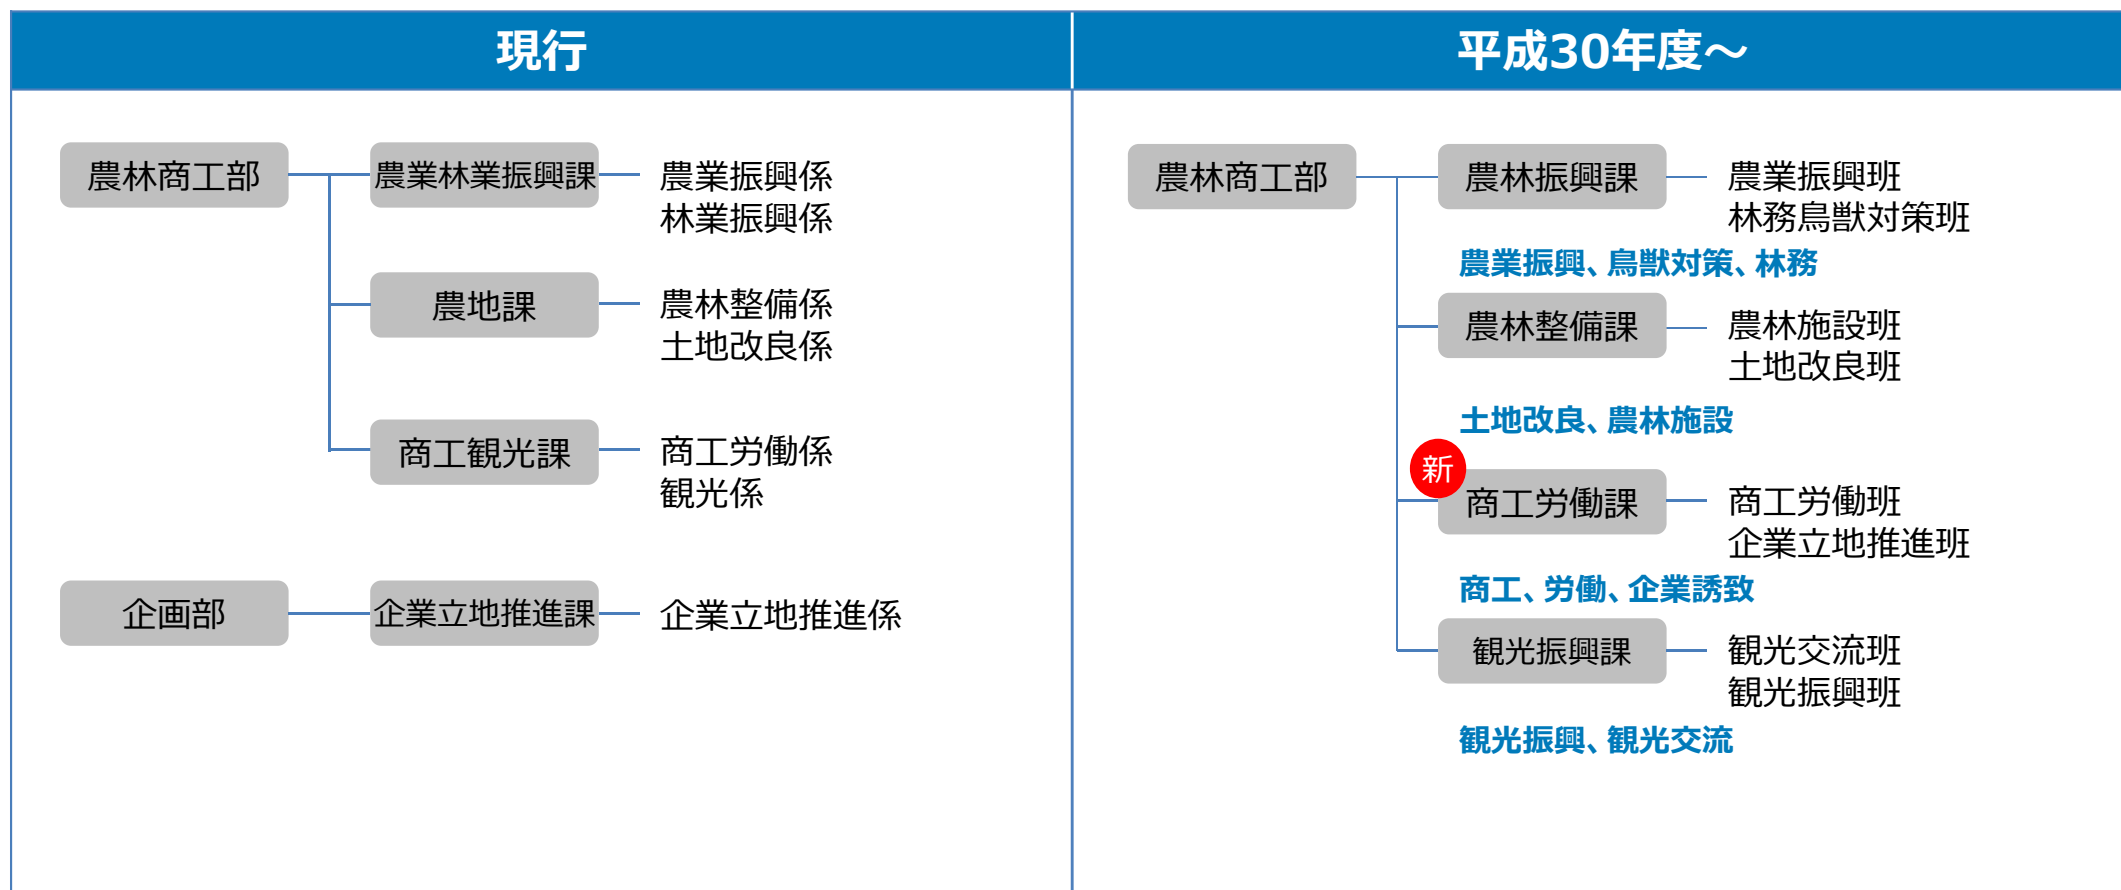 現行
農林商工部
農業林業振興課
農業振興係
林業振興係
農地課
農林整備係
土地改良係
商工観光課
商工労働係
観光係
企画部
企業立地推進課
企業立地推進係
平成30年度～
農林商工部
農林振興課
農業振興班
林務鳥獣対策班
農業振興、鳥獣対策、林務
農林整備課
農林施設班
土地改良班
土地改良、農林施設
新
商工労働課
商工労働班
企業立地推進班
商工、労働、企業誘致
観光振興課
観光交流班
観光振興班
観光振興、観光交流